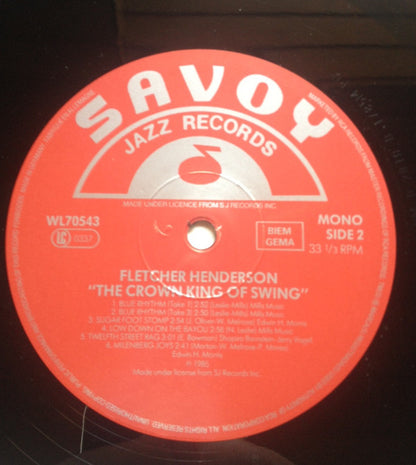 SAVOY
JAZZ RECORDS
MADE UNDER LICENCE FROM S J RECORDS INC
WL70543
LC 0337
BIEM
GEMA
MONO
SIDE 2
33 1/3 RPM
FLETCHER HENDERSON
"THE CROWN KING OF SWING"
1. BLUE RHYTHM (Take 1) 2:50 (Leslie-Mills) Mills Music
2. BLUE RHYTHM (Take 3) 2:50 (Leslie-Mills) Mills Music
3. SUGAR FOOT STOMP 2:54 (J. Oliver-W. Melrose) Edwin H. Morris
4. LOW DOWN ON THE BAYOU 2:56 (N. Leslie) Mills Music
5. TWELFTH STREET RAG 3:01 (E. Bowman) Shapiro Bernstein-Jerry Vogel
6. MILENBERG JOYS 2:41 (Morton-W. Melrose-P. Mares)
Edwin H. Morris
℗ 1985
Made under license from SJ Records Inc.